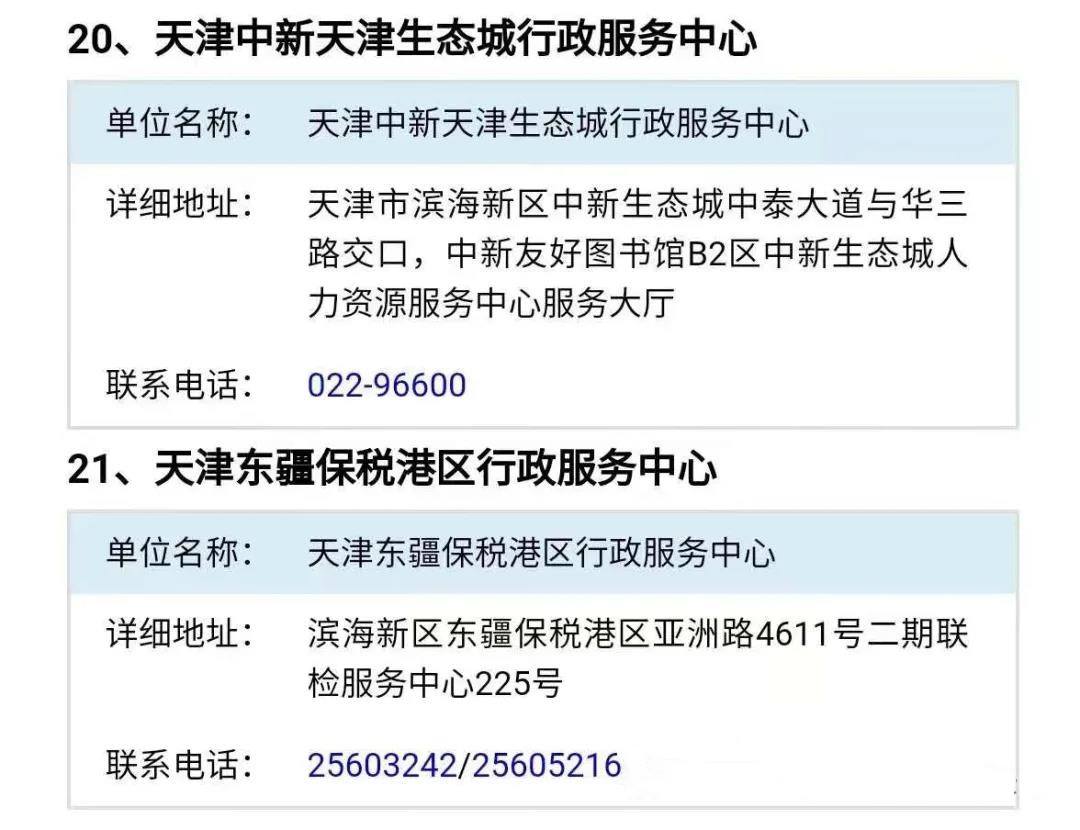 20、天津中新天津生态城行政服务中心
单位名称： 天津中新天津生态城行政服务中心
详细地址： 天津市滨海新区中新生态城中泰大道与华三
路交口，中新友好图书馆B2区中新生态城人
力资源服务中心服务大厅
联系电话： 022-96600
21、天津东疆保税港区行政服务中心
单位名称： 天津东疆保税港区行政服务中心
详细地址： 滨海新区东疆保税港区亚洲路4611号二期联
检服务中心225号
联系电话： 25603242/25605216